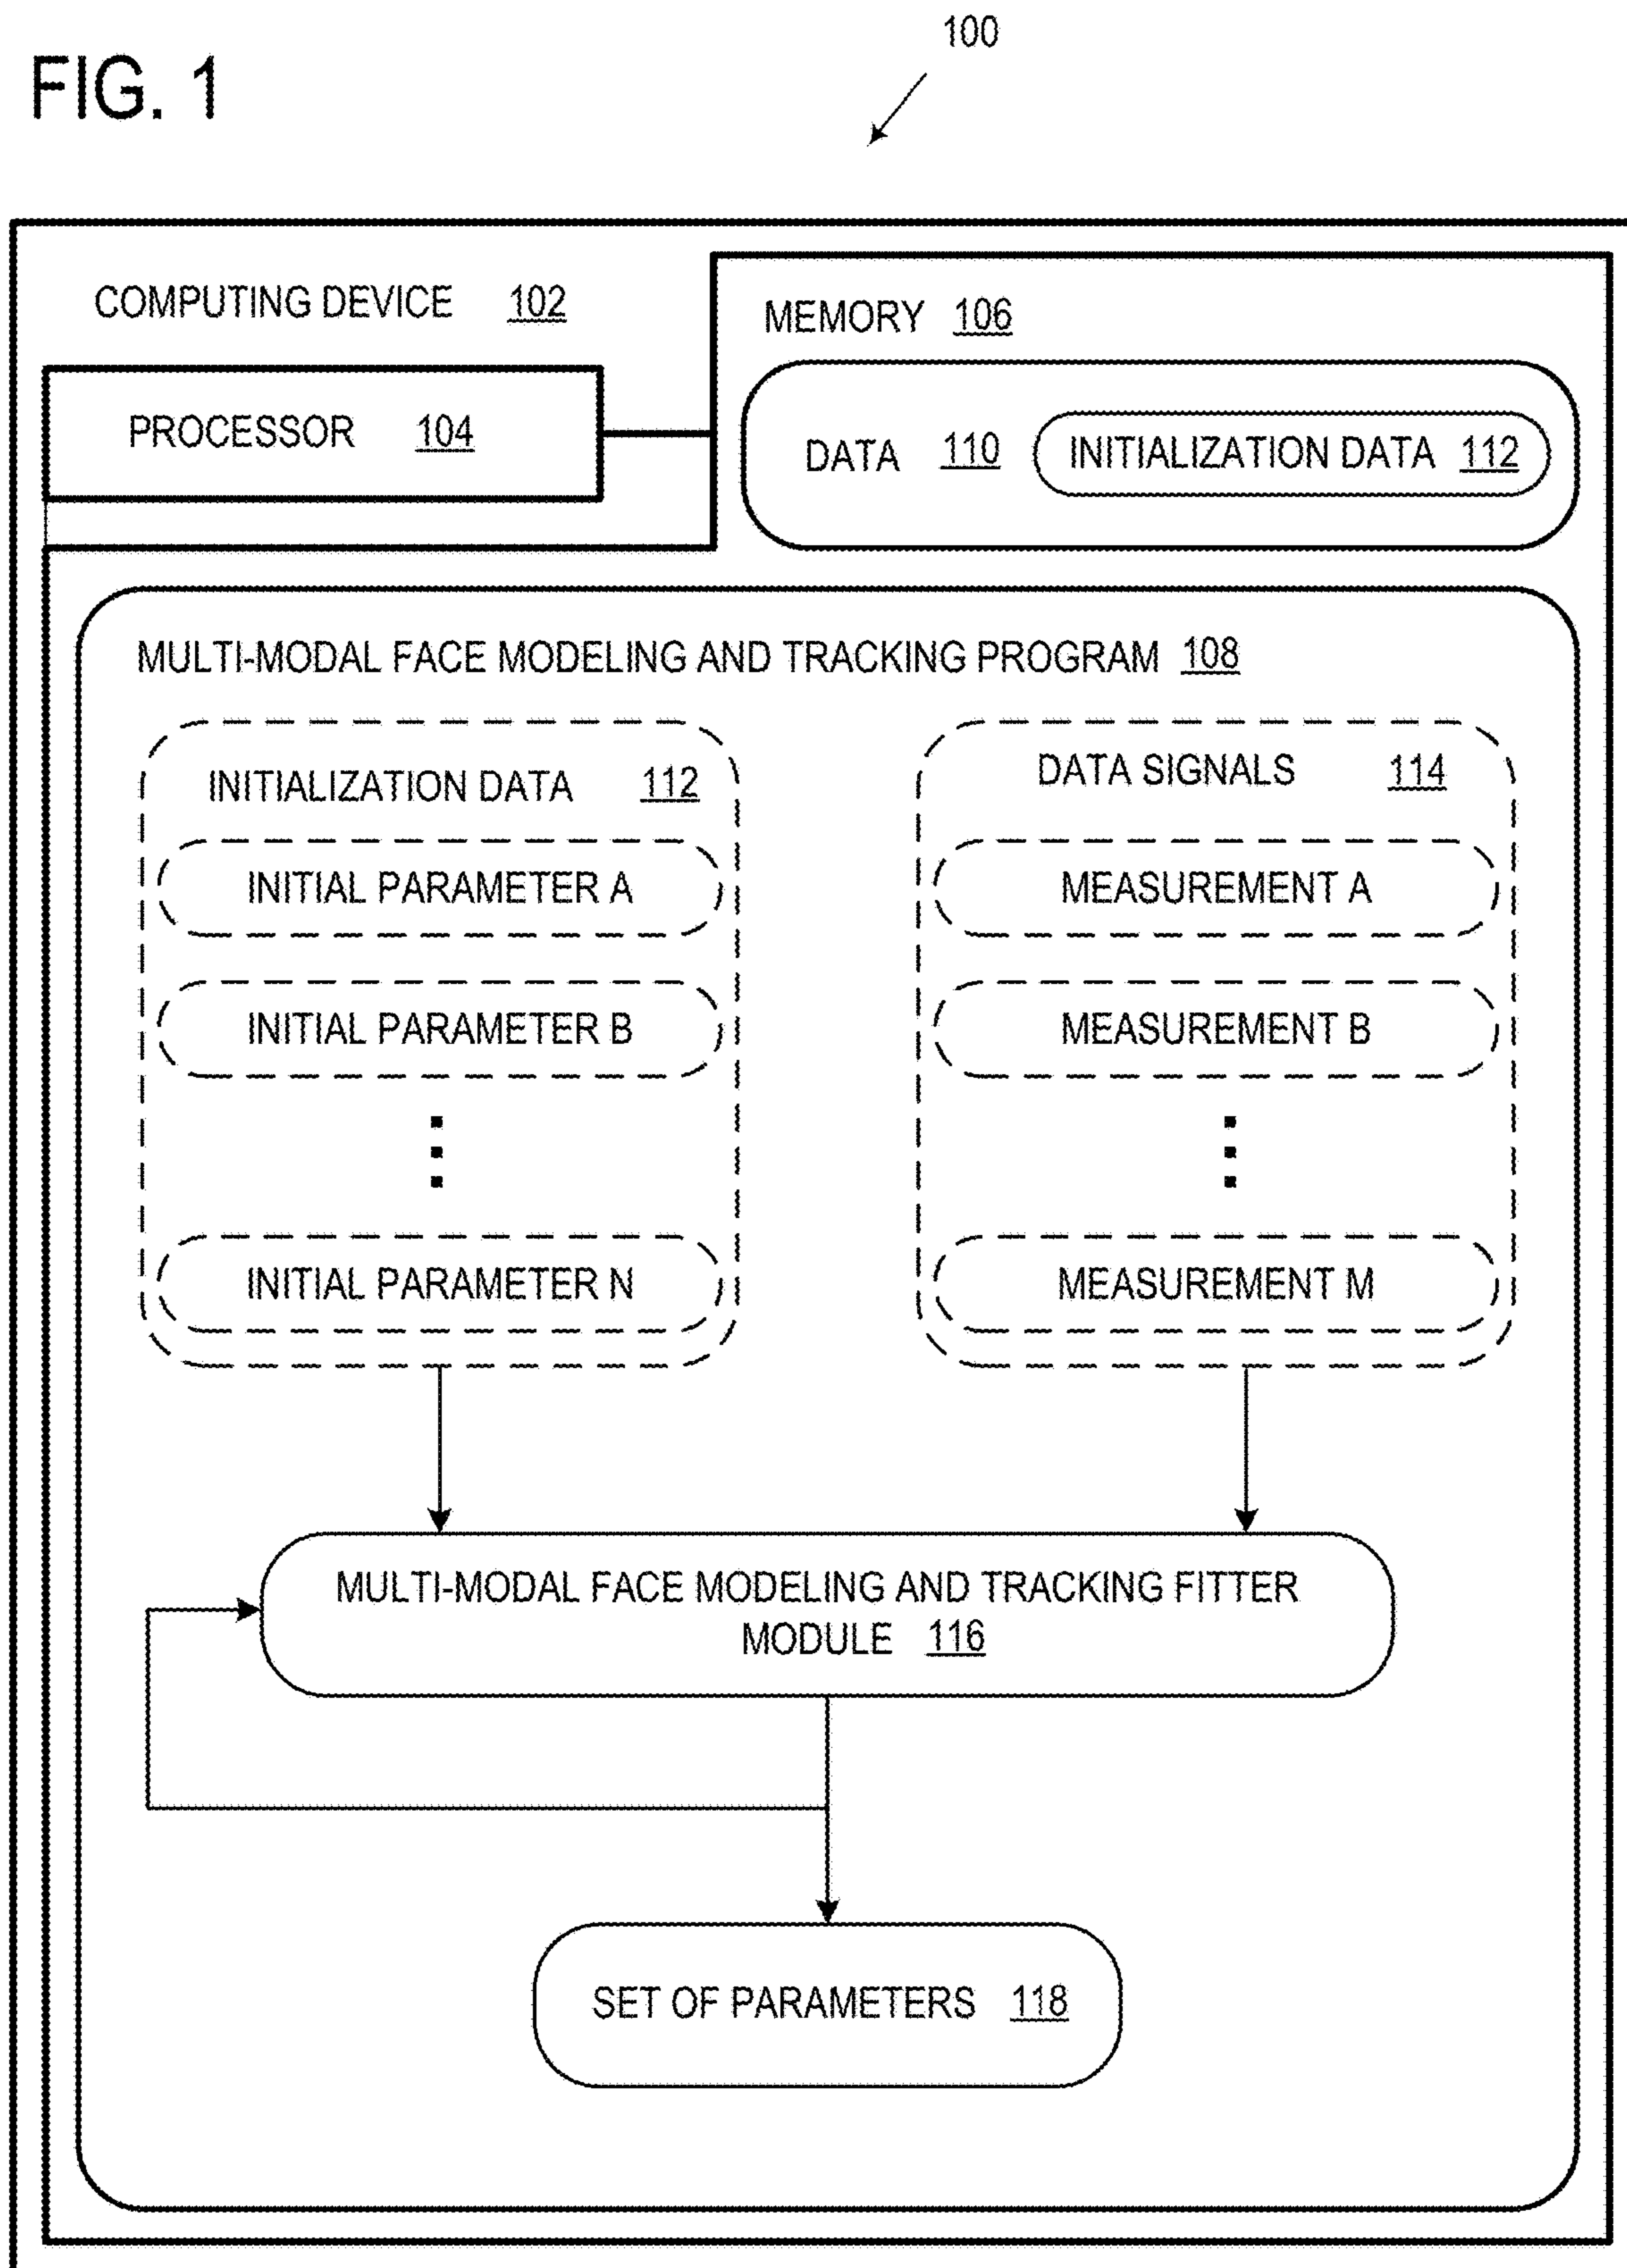 FIG. 1
100
COMPUTING DEVICE 102
MEMORY 106
PROCESSOR 104
DATA 110
INITIALIZATION DATA 112
MULTI-MODAL FACE MODELING AND TRACKING PROGRAM 108
INITIALIZATION DATA 112
INITIAL PARAMETER A
INITIAL PARAMETER B
INITIAL PARAMETER N
DATA SIGNALS 114
MEASUREMENT A
MEASUREMENT B
MEASUREMENT M
MULTI-MODAL FACE MODELING AND TRACKING FITTER
MODULE 116
SET OF PARAMETERS 118